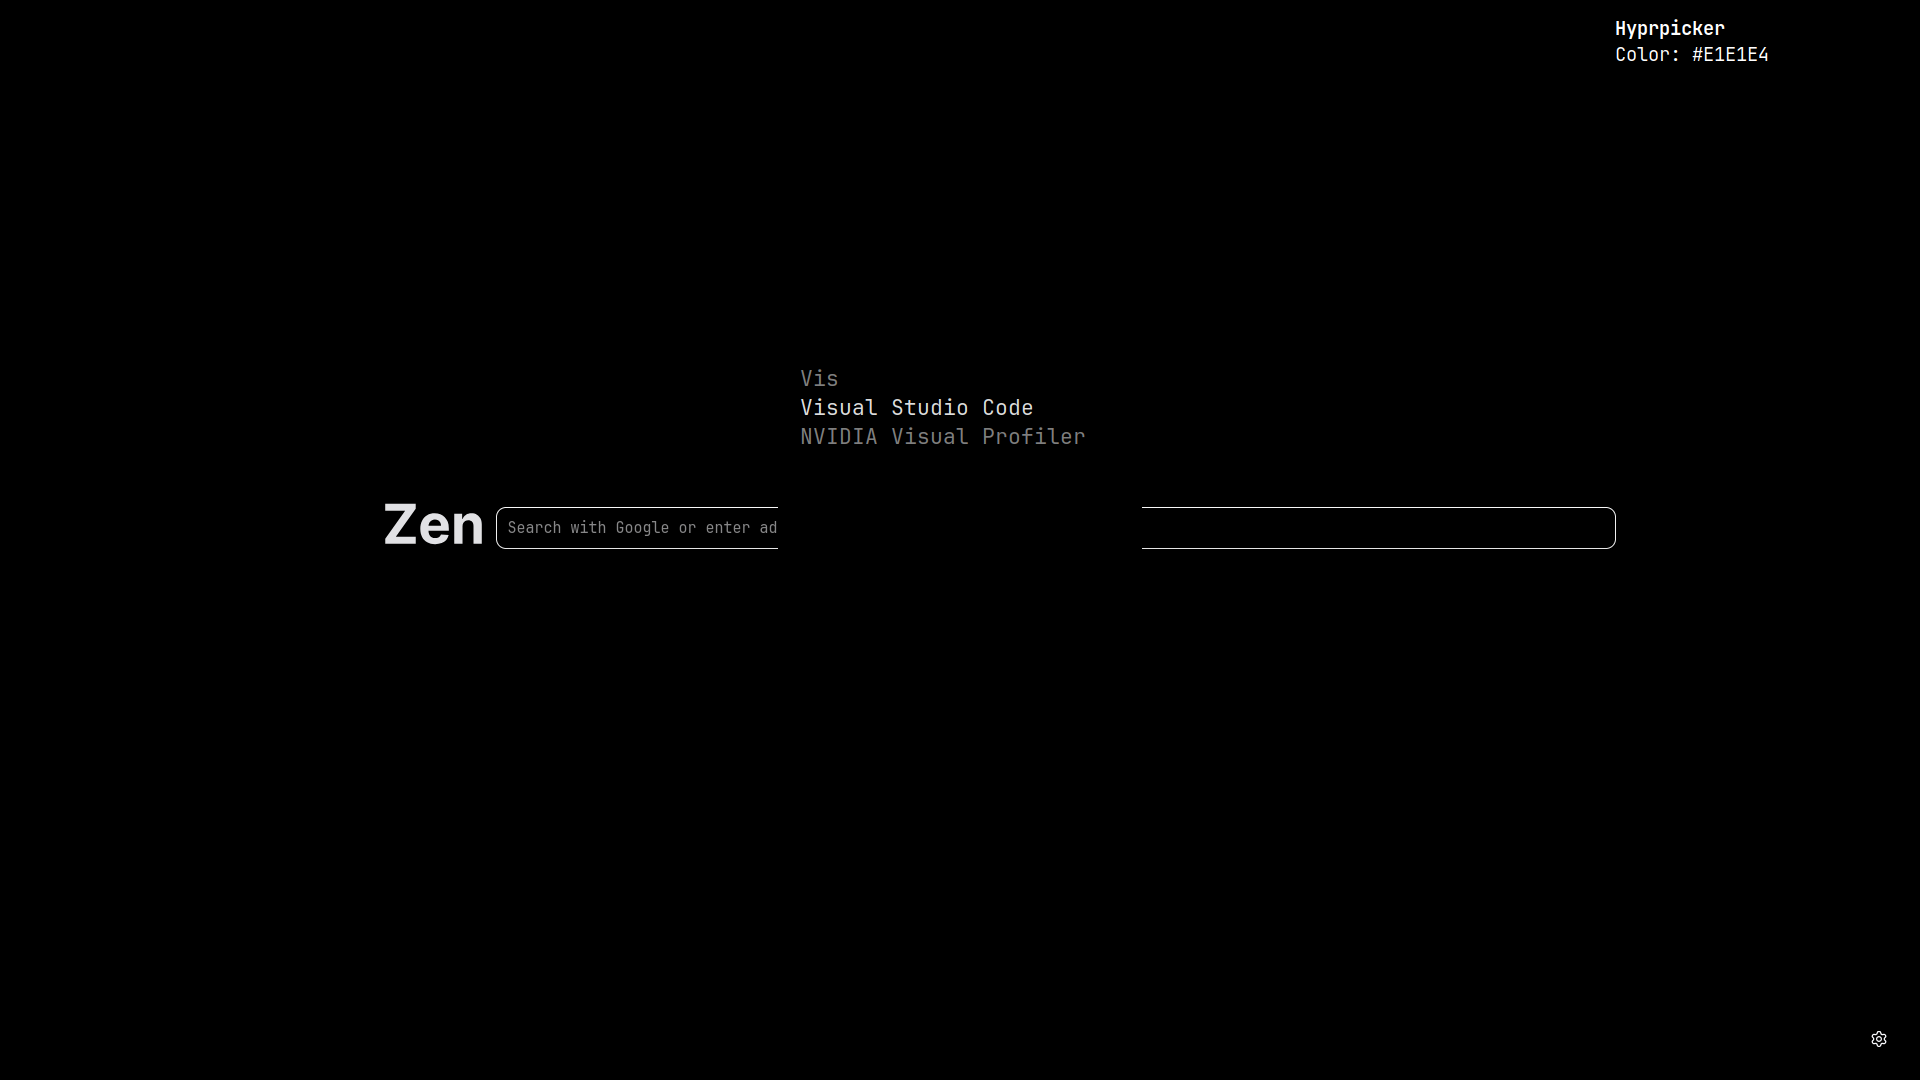 Hyprpicker
Color: #E1E1E4
Vis
Visual Studio Code
NVIDIA Visual Profiler
Zen
Search with Google or enter ad